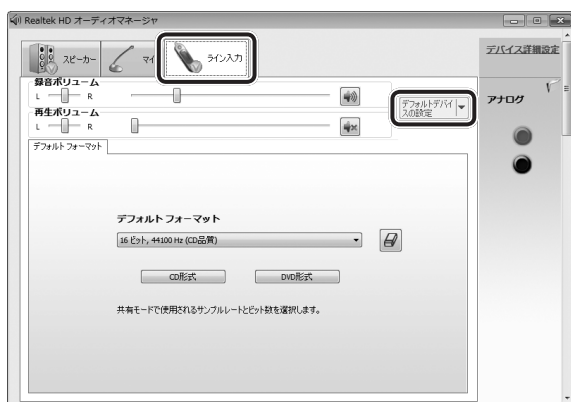 Realtek HD オーディオマネージャ
スピーカー
マイ
ライン入力
デバイス詳細設定
録音ボリューム
L R
デフォルトデバイ
スの設定
アナログ
再生ボリューム
L R
デフォルト フォーマット
デフォルト フォーマット
16 ビット, 44100 Hz (CD品質)
CD形式
DVD形式
共有モードで使用されるサンプルレートとビット数を選択します。